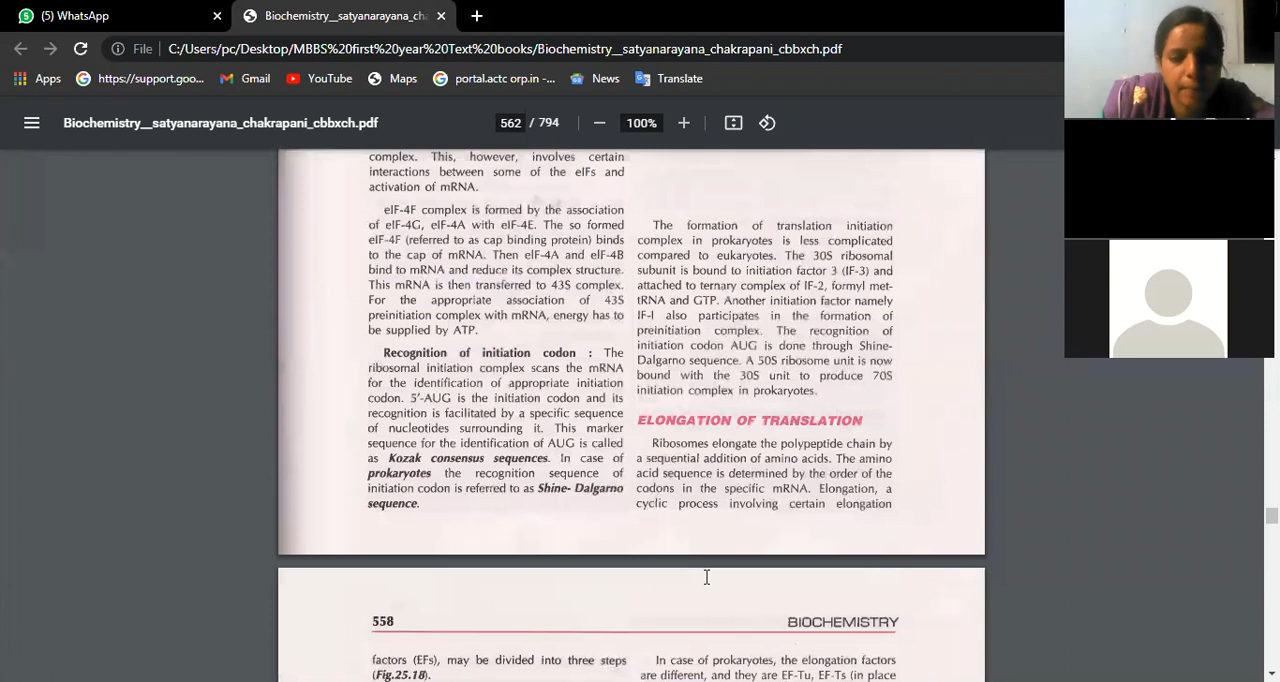 (5) WhatsApp
Biochemistry__satyanarayana_cha
File
C:/Users/pc/Desktop/MBBS%20first%20year%20Text%20books/Biochemistry__satyanarayana_chakrapani_cbbxch.pdf
Apps
https://support.goo...
Gmail
YouTube
Maps
portal.actc orp.in -...
News
Translate
Biochemistry__satyanarayana_chakrapani_cbbxch.pdf
562 / 794
100%
complex. This, however, involves certain
interactions between some of the eIFs and
activation of mRNA.
eIF-4F complex is formed by the association
of eIF-4G, eIF-4A with eIF-4E. The so formed
eIF-4F (referred to as cap binding protein) binds
to the cap of mRNA. Then eIF-4A and eIF-4B
bind to mRNA and reduce its complex structure.
This mRNA is then transferred to 43S complex.
For the appropriate association of 43S
preinitiation complex with mRNA, energy has to
be supplied by ATP.
Recognition of initiation codon : The
ribosomal initiation complex scans the mRNA
for the identification of appropriate initiation
codon. 5′-AUG is the initiation codon and its
recognition is facilitated by a specific sequence
of nucleotides surrounding it. This marker
sequence for the identification of AUG is called
as Kozak consensus sequences. In case of
prokaryotes the recognition sequence of
initiation codon is referred to as Shine- Dalgarno
sequence.
The formation of translation initiation
complex in prokaryotes is less complicated
compared to eukaryotes. The 30S ribosomal
subunit is bound to initiation factor 3 (IF-3) and
attached to ternary complex of IF-2, formyl met-
tRNA and GTP. Another initiation factor namely
IF-I also participates in the formation of
preinitiation complex. The recognition of
initiation codon AUG is done through Shine-
Dalgarno sequence. A 50S ribosome unit is now
bound with the 30S unit to produce 70S
initiation complex in prokaryotes.
ELONGATION OF TRANSLATION
Ribosomes elongate the polypeptide chain by
a sequential addition of amino acids. The amino
acid sequence is determined by the order of the
codons in the specific mRNA. Elongation, a
cyclic process involving certain elongation
558
BIOCHEMISTRY
factors (EFs), may be divided into three steps
(Fig.25.18).
In case of prokaryotes, the elongation factors
are different, and they are EF-Tu, EF-Ts (in place